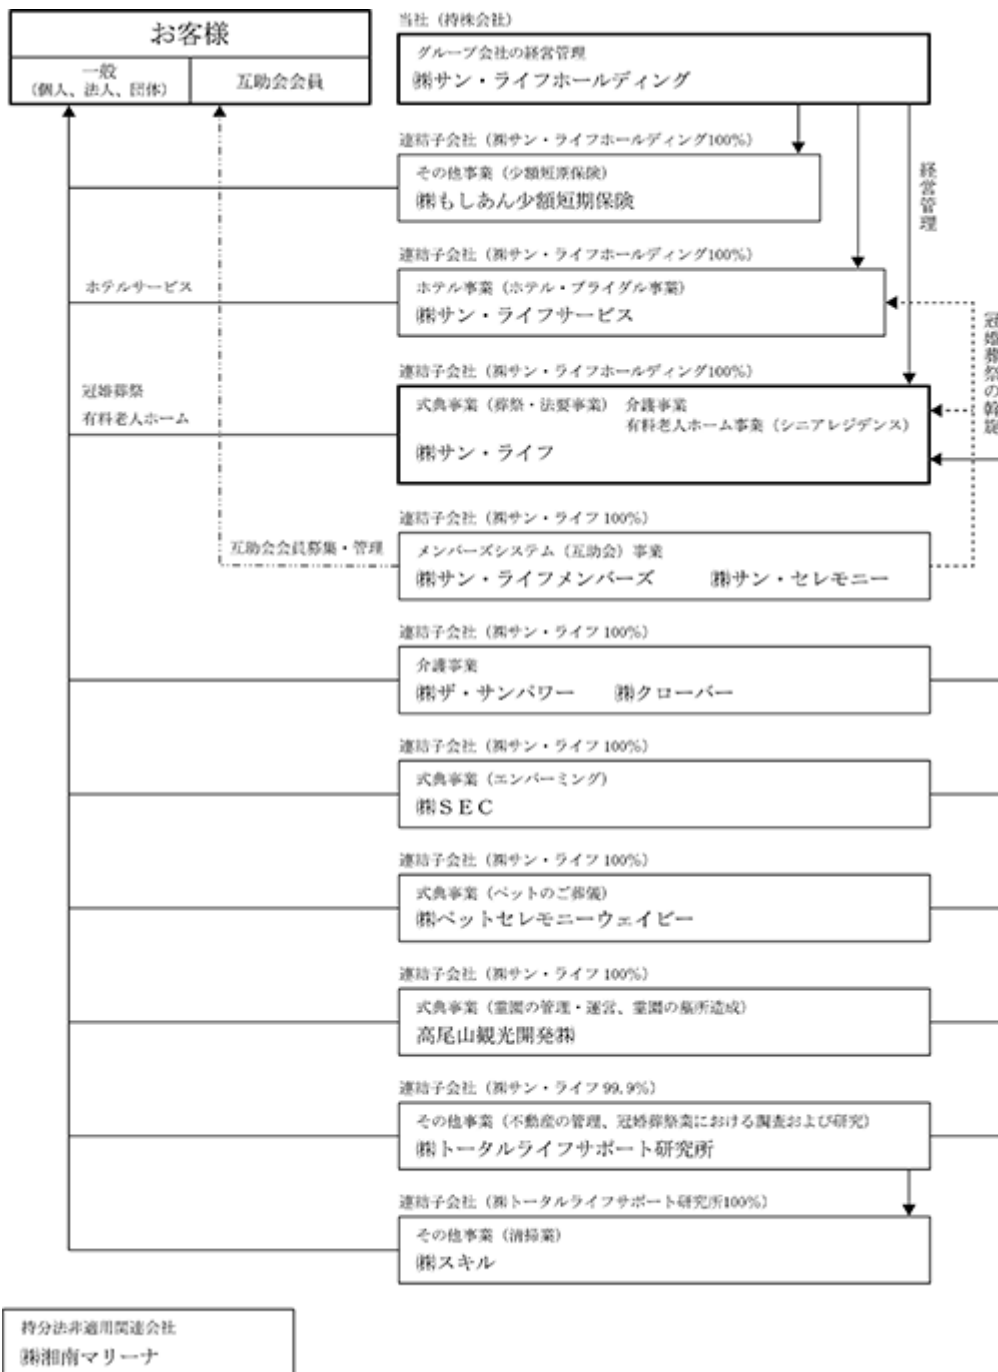 お客様
一般
(個人、法人、団体)
互助会会員
当社（持株会社）
グループ会社の経営管理
㈱サン・ライフホールディング
連結子会社（㈱サン・ライフホールディング100%）
その他事業（少額短期保険）
㈱もしあん少額短期保険
経営管理
連結子会社（㈱サン・ライフホールディング100%）
ホテルサービス
ホテル事業（ホテル・ブライダル事業）
㈱サン・ライフサービス
冠婚葬祭の斡旋
連結子会社（㈱サン・ライフホールディング100%）
冠婚葬祭
有料老人ホーム
式典事業（葬祭・法要事業）　介護事業
有料老人ホーム事業（シニアレジデンス）
㈱サン・ライフ
連結子会社（㈱サン・ライフ 100%）
互助会会員募集・管理
メンバーズシステム（互助会）事業
㈱サン・ライフメンバーズ　㈱サン・セレモニー
連結子会社（㈱サン・ライフ 100%）
介護事業
㈱ザ・サンパワー　㈱クローバー
連結子会社（㈱サン・ライフ 100%）
式典事業（エンバーミング）
㈱ＳＥＣ
連結子会社（㈱サン・ライフ 100%）
式典事業（ペットのご葬儀）
㈱ペットセレモニーウェイビー
連結子会社（㈱サン・ライフ 100%）
式典事業（霊園の管理・運営、霊園の墓所造成）
高尾山観光開発㈱
連結子会社（㈱サン・ライフ 99.9%）
その他事業（不動産の管理、冠婚葬祭業における調査および研究）
㈱トータルライフサポート研究所
連結子会社（㈱トータルライフサポート研究所100%）
その他事業（清掃業）
㈱スキル
持分法非適用関連会社
㈱湘南マリーナ